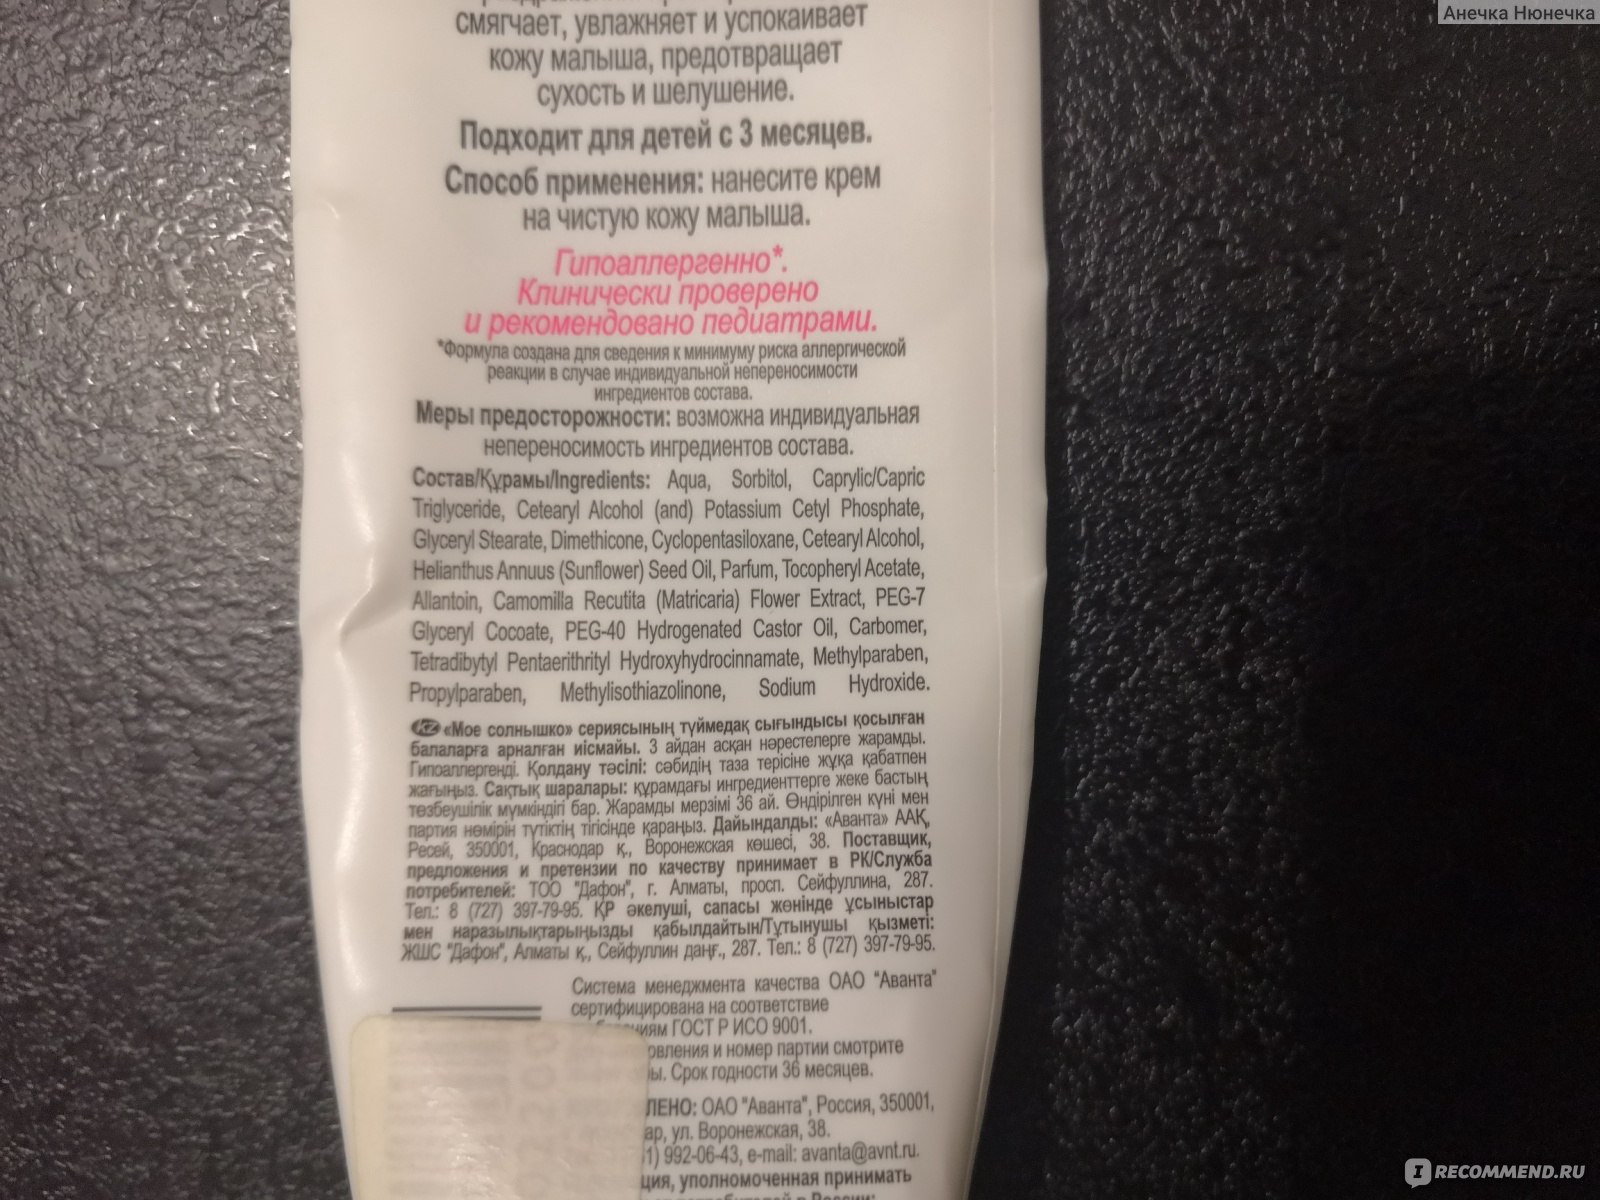 Анечка Нюнечка
смягчает, увлажняет и успокаивает
кожу малыша, предотвращает
сухость и шелушение.
Подходит для детей с 3 месяцев.
Способ применения: нанесите крем
на чистую кожу малыша.
Гипоаллергенно*.
Клинически проверено
и рекомендовано педиатрами.
*Формула создана для сведения к минимуму риска аллергической
реакции в случае индивидуальной непереносимости
ингредиентов состава.
Меры предосторожности: возможна индивидуальная
непереносимость ингредиентов состава.
Состав/Құрамы/Ingredients: Aqua, Sorbitol, Caprylic/Capric
Triglyceride, Cetearyl Alcohol (and) Potassium Cetyl Phosphate,
Glyceryl Stearate, Dimethicone, Cyclopentasiloxane, Cetearyl Alcohol,
Helianthus Annuus (Sunflower) Seed Oil, Parfum, Tocopheryl Acetate,
Allantoin, Camomilla Recutita (Matricaria) Flower Extract, PEG-7
Glyceryl Cocoate, PEG-40 Hydrogenated Castor Oil, Carbomer,
Tetradibytyl Pentaerithrityl Hydroxyhydrocinnamate, Methylparaben,
Propylparaben, Methylisothiazolinone, Sodium Hydroxide.
KZ «Мое солнышко» сериясының түймедақ сығындысы қосылған
балаларға арналған иісмайы. 3 айдан асқан нәрестелерге жарамды.
Гипоаллергенді. Қолдану тәсілі: сәбидің таза терісіне жұқа қабатпен
жағыңыз. Сақтық шаралары: құрамдағы ингредиенттерге жеке бастың
төзбеушілік мүмкіндігі бар. Жарамды мерзімі 36 ай. Өндірілген күні мен
партия нөмірін түтіктің тігісінде қараңыз. Дайындалды: «Аванта» ААҚ,
Ресей, 350001, Краснодар қ., Воронежская көшесі, 38. Поставщик,
предложения и претензии по качеству принимает в РК/Служба
потребителей: ТОО "Дафон", г. Алматы, просп. Сейфуллина, 287.
Тел.: 8 (727) 397-79-95. ҚР әкелуші, сапасы жөнінде ұсыныстар
мен наразылықтарыңызды қабылдайтын/Тұтынушы қызметі:
ЖШС "Дафон", Алматы қ., Сейфуллин даңғ., 287. Тел.: 8 (727) 397-79-95.
Система менеджмента качества ОАО "Аванта"
сертифицирована на соответствие
ГОСТ Р ИСО 9001.
и номер партии смотрите
Срок годности 36 месяцев.
ОАО "Аванта", Россия, 350001,
ул. Воронежская, 38.
992-06-43, e-mail: avanta@avnt.ru.
уполномоченная принимать
IRECOMMEND.RU